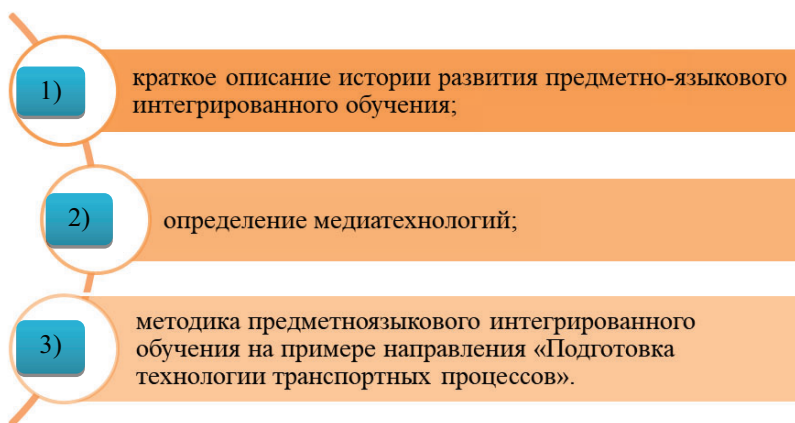 1)
краткое описание истории развития предметно-языкового
интегрированного обучения;
2)
определение медиатехнологий;
3)
методика предметноязыкового интегрированного
обучения на примере направления «Подготовка
технологии транспортных процессов».